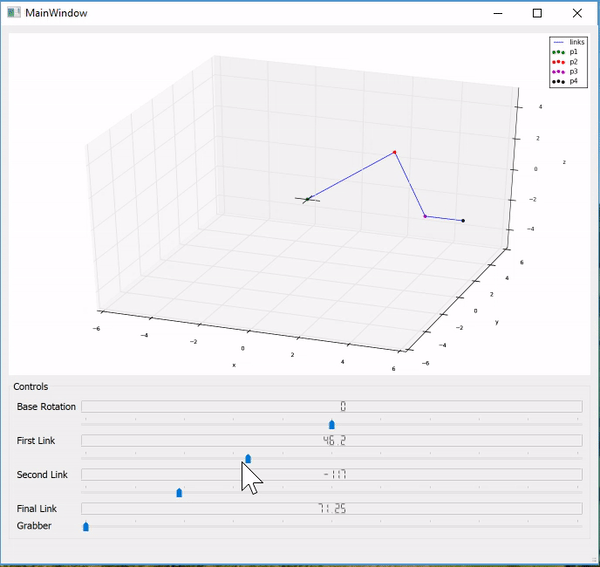 MainWindow
links
p1
p2
p3
p4
4
2
0
z
−2
−4
6
4
2
0
y
−2
−4
−6
−6
−4
−2
0
2
4
6
x
Controls
Base Rotation 0
First Link 46.2
Second Link -117
Final Link 71.25
Grabber